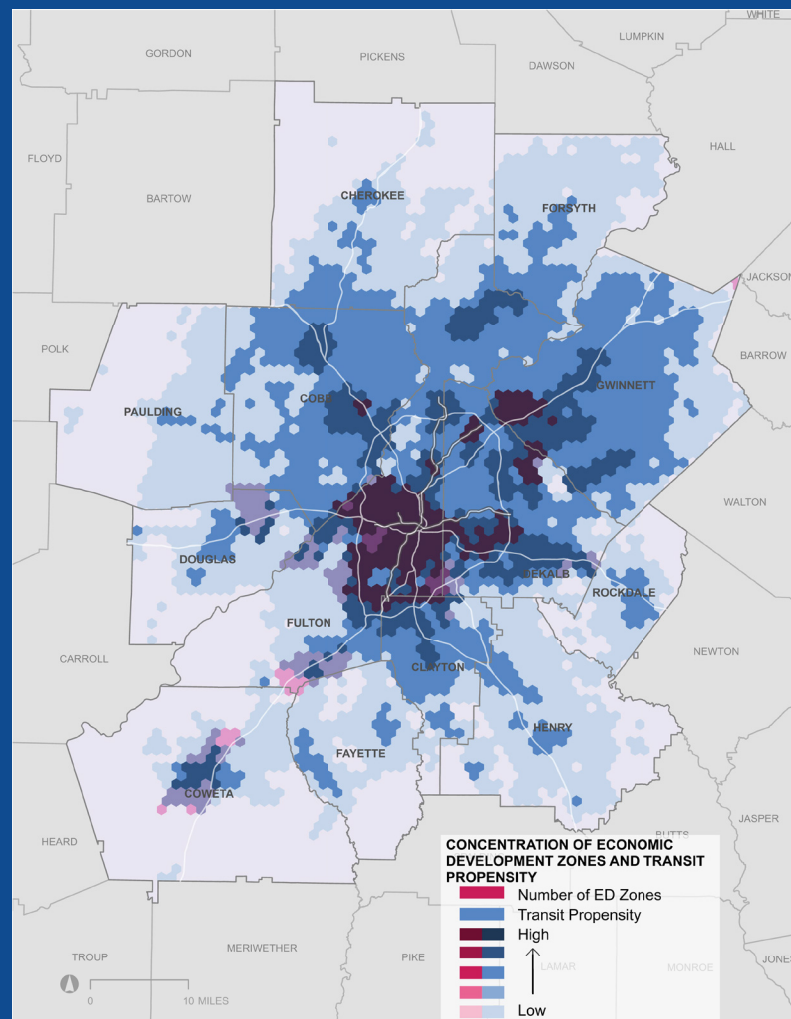 WHITE
LUMPKIN
GORDON
PICKENS
DAWSON
HALL
FLOYD
BARTOW
CHEROKEE
FORSYTH
JACKSON
POLK
BARROW
PAULDING
COBB
GWINNETT
WALTON
DOUGLAS
DEKALB
ROCKDALE
FULTON
NEWTON
CARROLL
CLAYTON
HENRY
FAYETTE
COWETA
JASPER
HEARD
BUTTS
CONCENTRATION OF ECONOMIC
DEVELOPMENT ZONES AND TRANSIT
PROPENSITY
Number of ED Zones
Transit Propensity
High
Low
MERIWETHER
PIKE
TROUP
LAMAR
MONROE
JONE
0 10 MILES